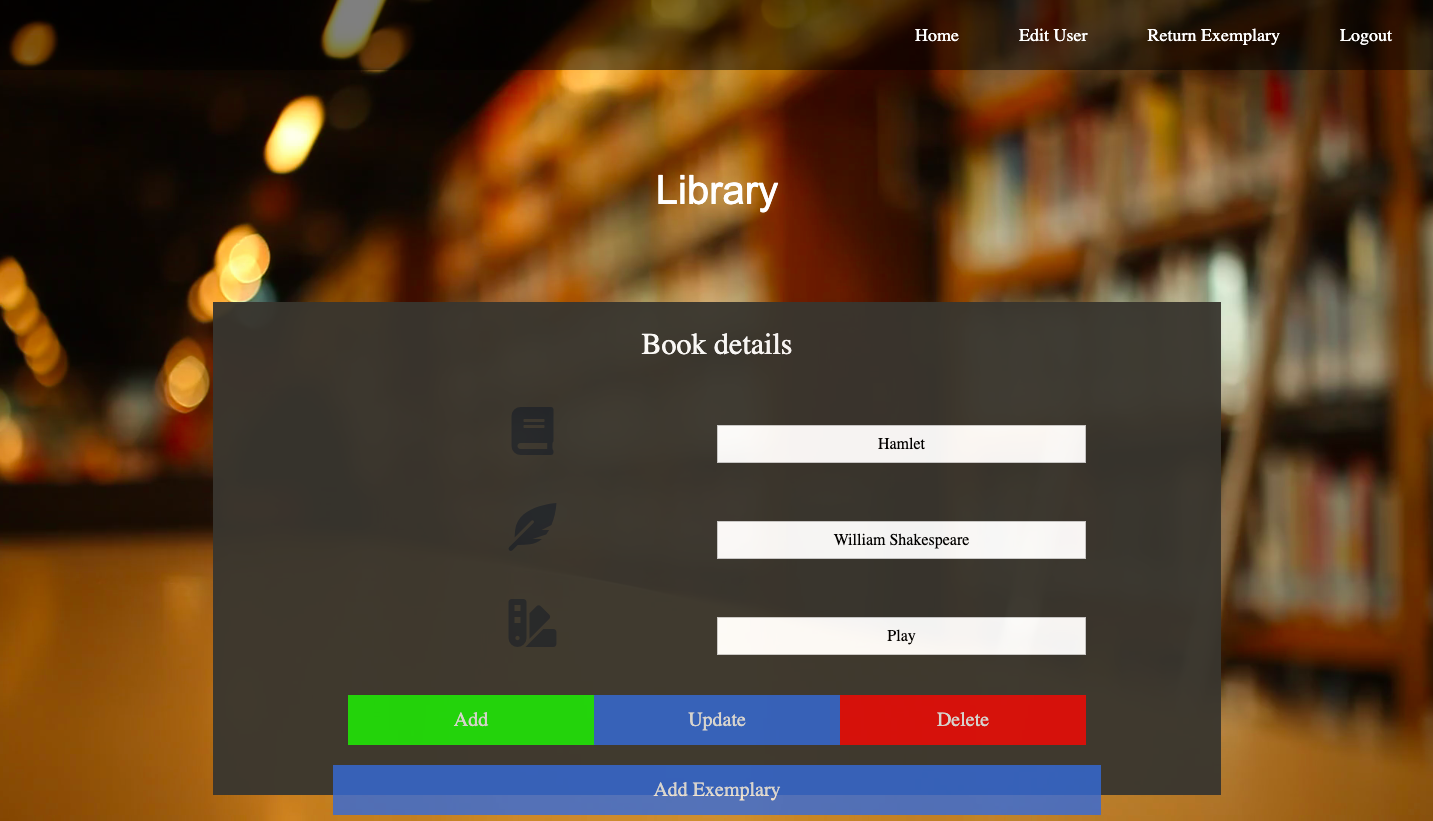 Home Edit User Return Exemplary Logout
Library
Book details
Hamlet
William Shakespeare
Play
Add Update Delete
Add Exemplary